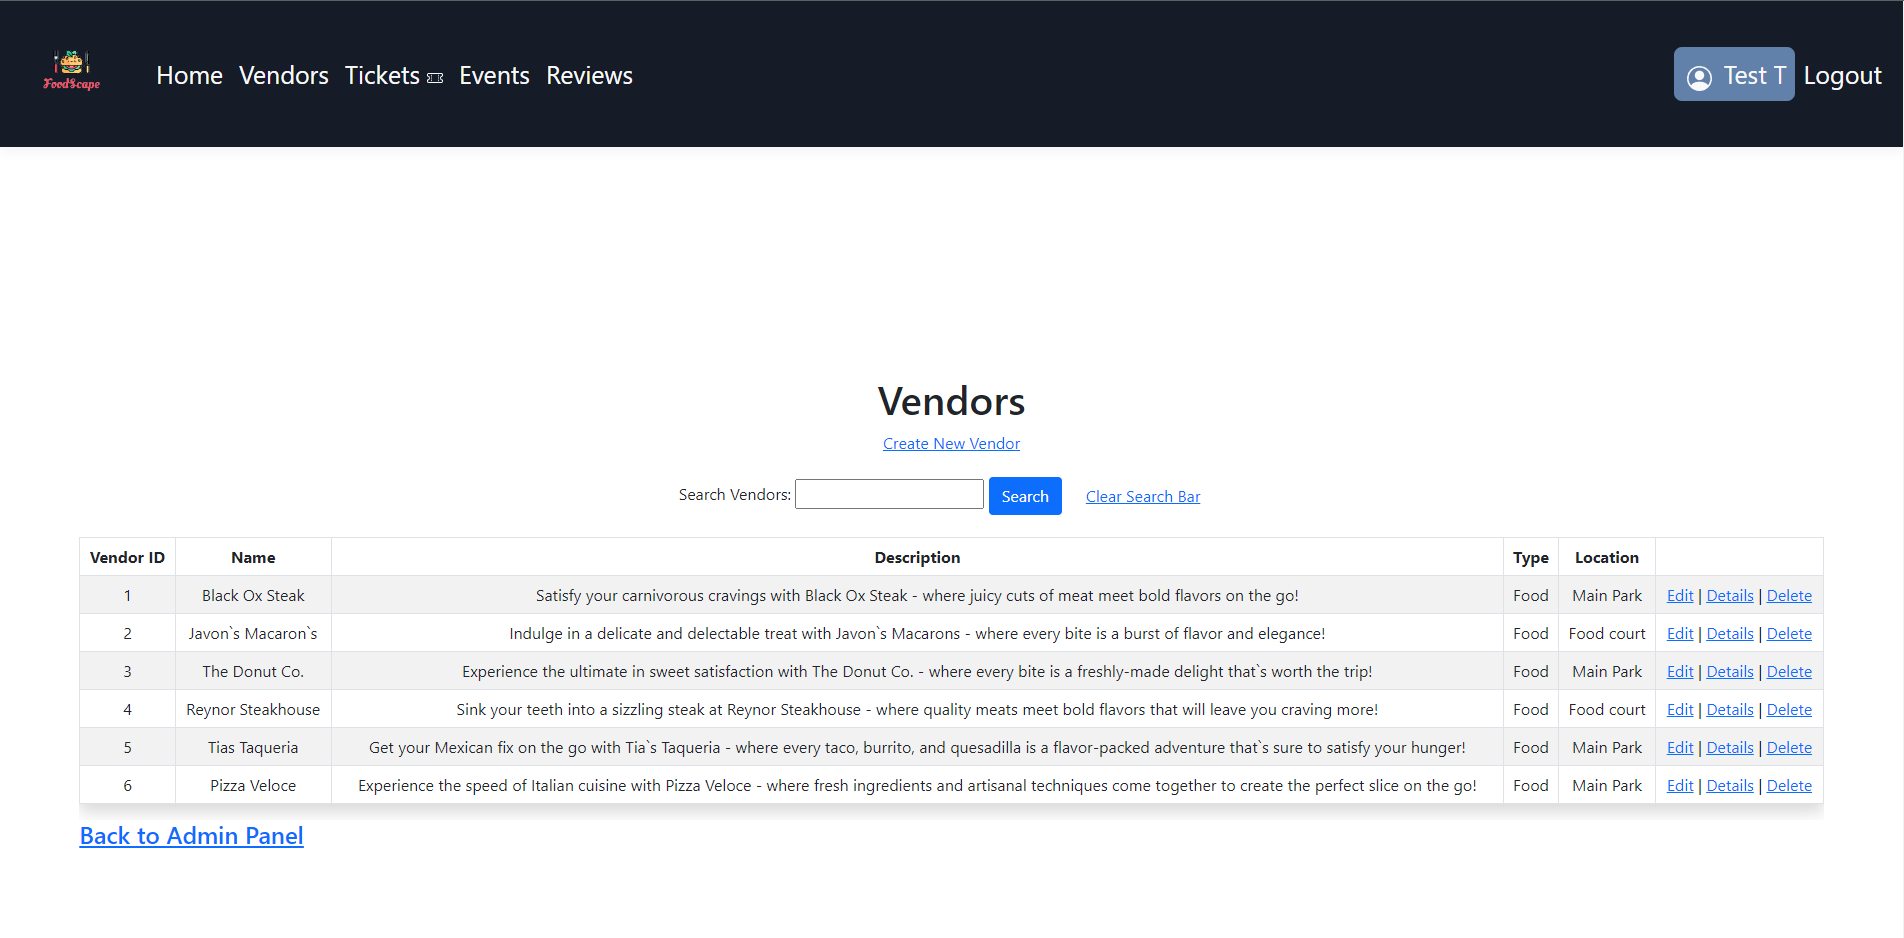 FoodScape
Home Vendors Tickets Events Reviews
Test T Logout
Vendors
Create New Vendor
Search Vendors: Search Clear Search Bar
Vendor ID Name Description Type Location
1 Black Ox Steak Satisfy your carnivorous cravings with Black Ox Steak - where juicy cuts of meat meet bold flavors on the go! Food Main Park Edit | Details | Delete
2 Javon`s Macaron`s Indulge in a delicate and delectable treat with Javon`s Macarons - where every bite is a burst of flavor and elegance! Food Food court Edit | Details | Delete
3 The Donut Co. Experience the ultimate in sweet satisfaction with The Donut Co. - where every bite is a freshly-made delight that`s worth the trip! Food Main Park Edit | Details | Delete
4 Reynor Steakhouse Sink your teeth into a sizzling steak at Reynor Steakhouse - where quality meats meet bold flavors that will leave you craving more! Food Food court Edit | Details | Delete
5 Tias Taqueria Get your Mexican fix on the go with Tia`s Taqueria - where every taco, burrito, and quesadilla is a flavor-packed adventure that`s sure to satisfy your hunger! Food Main Park Edit | Details | Delete
6 Pizza Veloce Experience the speed of Italian cuisine with Pizza Veloce - where fresh ingredients and artisanal techniques come together to create the perfect slice on the go! Food Main Park Edit | Details | Delete
Back to Admin Panel